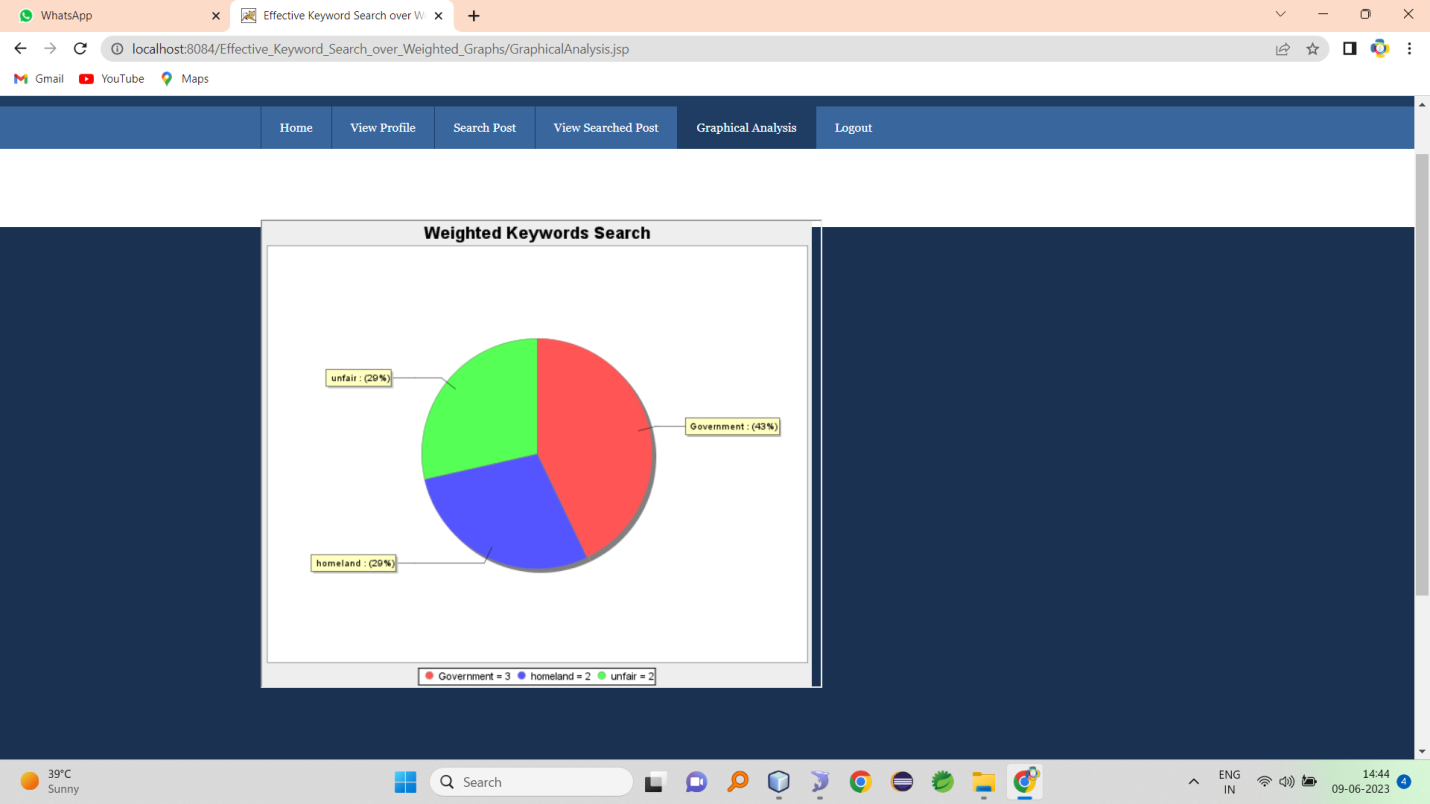 WhatsApp
Effective Keyword Search over W
localhost:8084/Effective_Keyword_Search_over_Weighted_Graphs/GraphicalAnalysis.jsp
Gmail YouTube Maps
Home View Profile Search Post View Searched Post Graphical Analysis Logout
Weighted Keywords Search
unfair : (29%)
Government : (43%)
homeland : (29%)
Government = 3 homeland = 2 unfair = 2
39°C
Sunny
Search
ENG
IN
14:44
09-06-2023
4